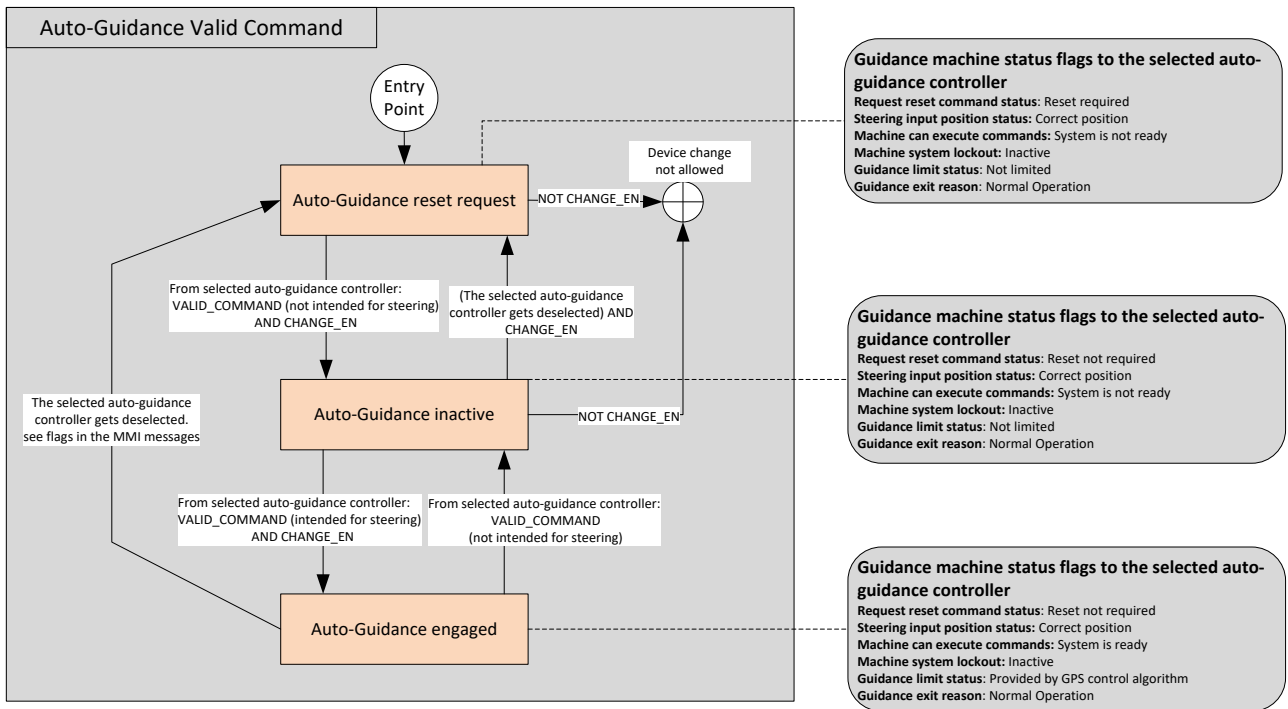 Auto-Guidance Valid Command
Entry
Point
Device change
not allowed
Auto-Guidance reset request
NOT CHANGE_EN
From selected auto-guidance controller:
VALID_COMMAND (not intended for steering)
AND CHANGE_EN
(The selected auto-guidance
controller gets deselected) AND
CHANGE_EN
Auto-Guidance inactive
NOT CHANGE_EN
The selected auto-guidance
controller gets deselected.
see flags in the MMI messages
From selected auto-guidance controller:
VALID_COMMAND (intended for steering)
AND CHANGE_EN
From selected auto-guidance controller:
VALID_COMMAND
(not intended for steering)
Auto-Guidance engaged
Guidance machine status flags to the selected auto-
guidance controller
Request reset command status: Reset required
Steering input position status: Correct position
Machine can execute commands: System is not ready
Machine system lockout: Inactive
Guidance limit status: Not limited
Guidance exit reason: Normal Operation
Guidance machine status flags to the selected auto-
guidance controller
Request reset command status: Reset not required
Steering input position status: Correct position
Machine can execute commands: System is not ready
Machine system lockout: Inactive
Guidance limit status: Not limited
Guidance exit reason: Normal Operation
Guidance machine status flags to the selected auto-
guidance controller
Request reset command status: Reset not required
Steering input position status: Correct position
Machine can execute commands: System is ready
Machine system lockout: Inactive
Guidance limit status: Provided by GPS control algorithm
Guidance exit reason: Normal Operation